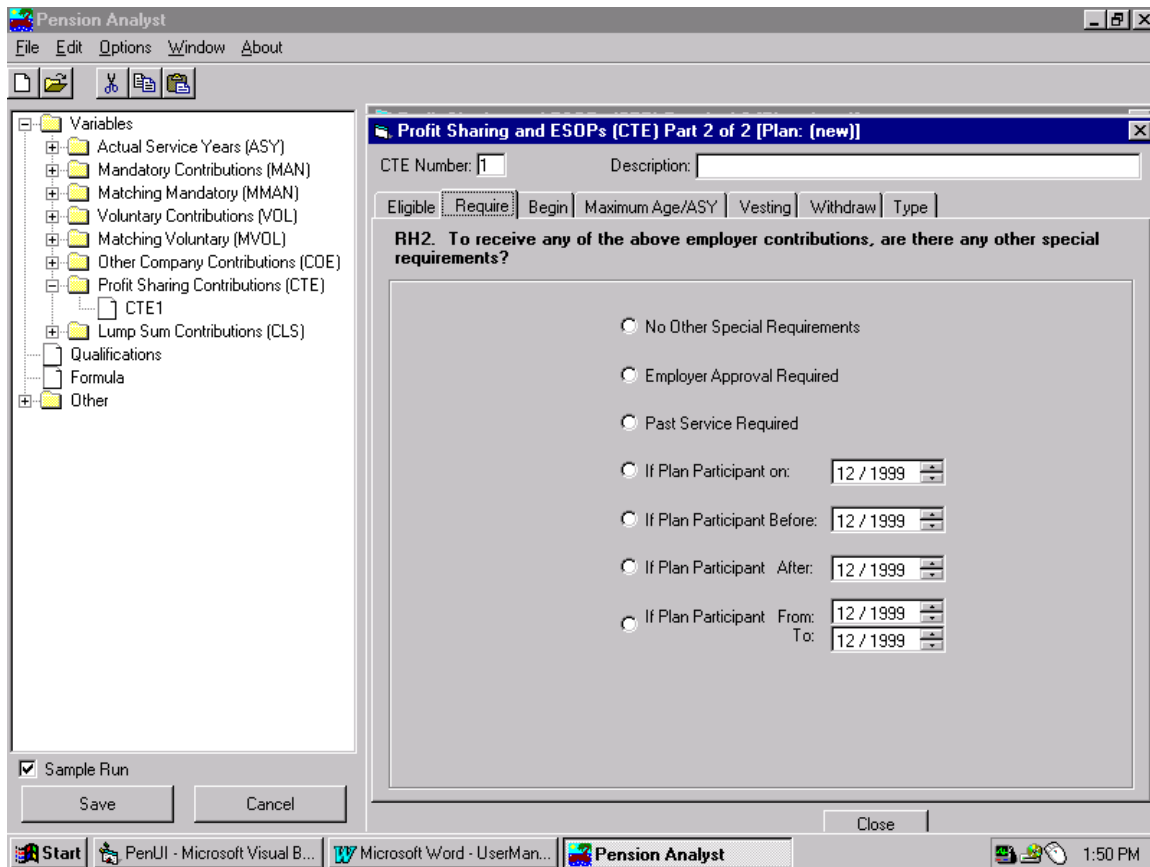 Pension Analyst
File Edit Options Window About
Variables
Actual Service Years (ASY)
Mandatory Contributions (MAN)
Matching Mandatory (MMAN)
Voluntary Contributions (VOL)
Matching Voluntary (MVOL)
Other Company Contributions (COE)
Profit Sharing Contributions (CTE)
CTE1
Lump Sum Contributions (CLS)
Qualifications
Formula
Other
Sample Run
Save Cancel
Profit Sharing and ESOPs (CTE) Part 2 of 2 [Plan: (new)]
CTE Number: 1 Description:
Eligible Require Begin Maximum Age/ASY Vesting Withdraw Type
RH2. To receive any of the above employer contributions, are there any other special
requirements?
No Other Special Requirements
Employer Approval Required
Past Service Required
If Plan Participant on: 12 / 1999
If Plan Participant Before: 12 / 1999
If Plan Participant After: 12 / 1999
If Plan Participant From: 12 / 1999
To: 12 / 1999
Close
Start PenUI - Microsoft Visual B... Microsoft Word - UserMan... Pension Analyst 1:50 PM